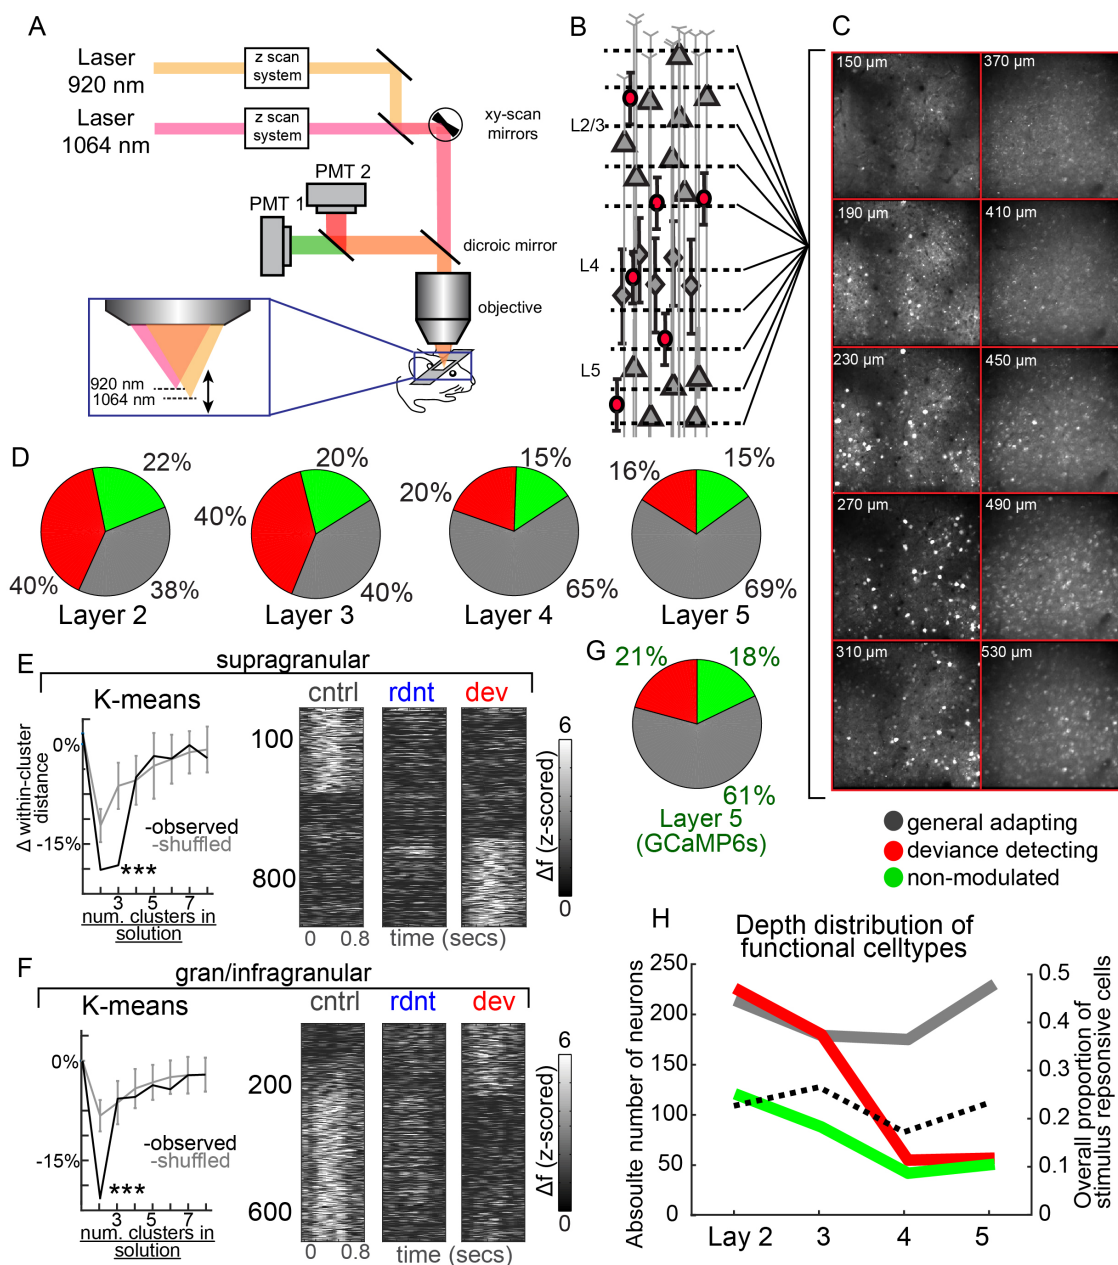 A
Laser
920 nm
z scan
system
Laser
1064 nm
z scan
system
xy-scan
mirrors
PMT 2
PMT 1
dicroic mirror
objective
920 nm
1064 nm
B
L2/3
L4
L5
C
150 µm
370 µm
190 µm
410 µm
230 µm
450 µm
270 µm
490 µm
310 µm
530 µm
D
22%
40%
38%
Layer 2
20%
40%
40%
Layer 3
15%
20%
65%
Layer 4
15%
16%
69%
Layer 5
E
supragranular
K-means
cntrl
rdnt
dev
Δ within-cluster
distance
0%
-15%
-observed
-shuffled
***
3
5
7
num. clusters in
solution
100
800
0
0.8
time (secs)
6
0
Δf (z-scored)
F
gran/infragranular
K-means
cntrl
rdnt
dev
0%
-15%
-observed
-shuffled
***
3
5
7
num. clusters in
solution
200
600
0
0.8
time (secs)
6
0
Δf (z-scored)
G
21%
18%
61%
Layer 5
(GCaMP6s)
general adapting
deviance detecting
non-modulated
H
Depth distribution of
functional celltypes
Absoulte number of neurons
250
200
150
100
50
0
Lay 2
3
4
5
0.5
0.4
0.3
0.2
0.1
0
Overall proportion of
stimulus repsonsive cells